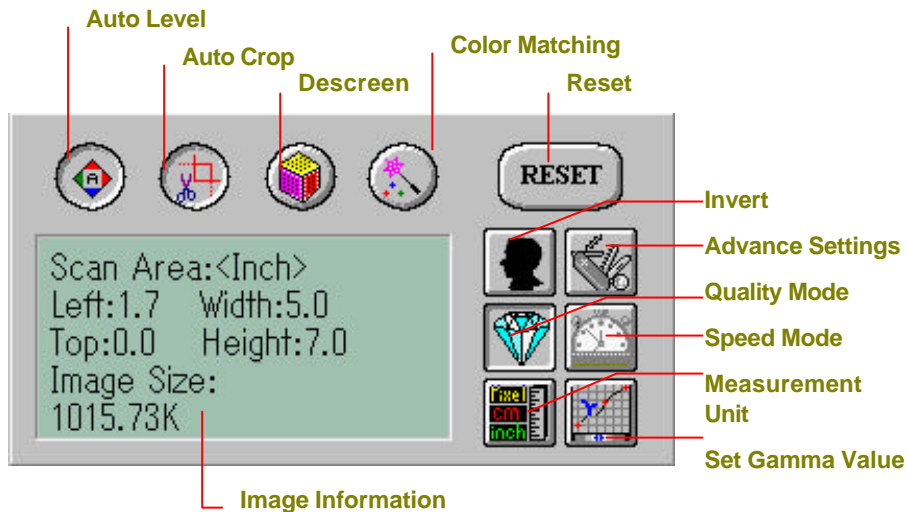 Auto Level
Auto Crop
Color Matching
Descreen
Reset
A
RESET
Invert
Advance Settings
Quality Mode
Speed Mode
Measurement
Unit
Set Gamma Value
Scan Area:<Inch>
Left:1.7 Width:5.0
Top:0.0 Height:7.0
Image Size:
1015.73K
Pixel
cm
inch
γ
Image Information